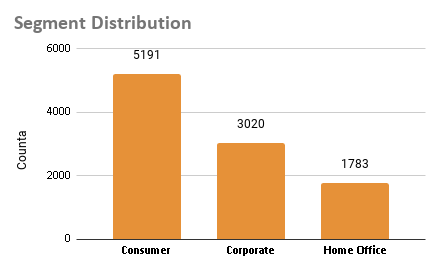 Segment Distribution
6000
5191
4000
3020
1783
2000
0
Counta
Consumer
Corporate
Home Office